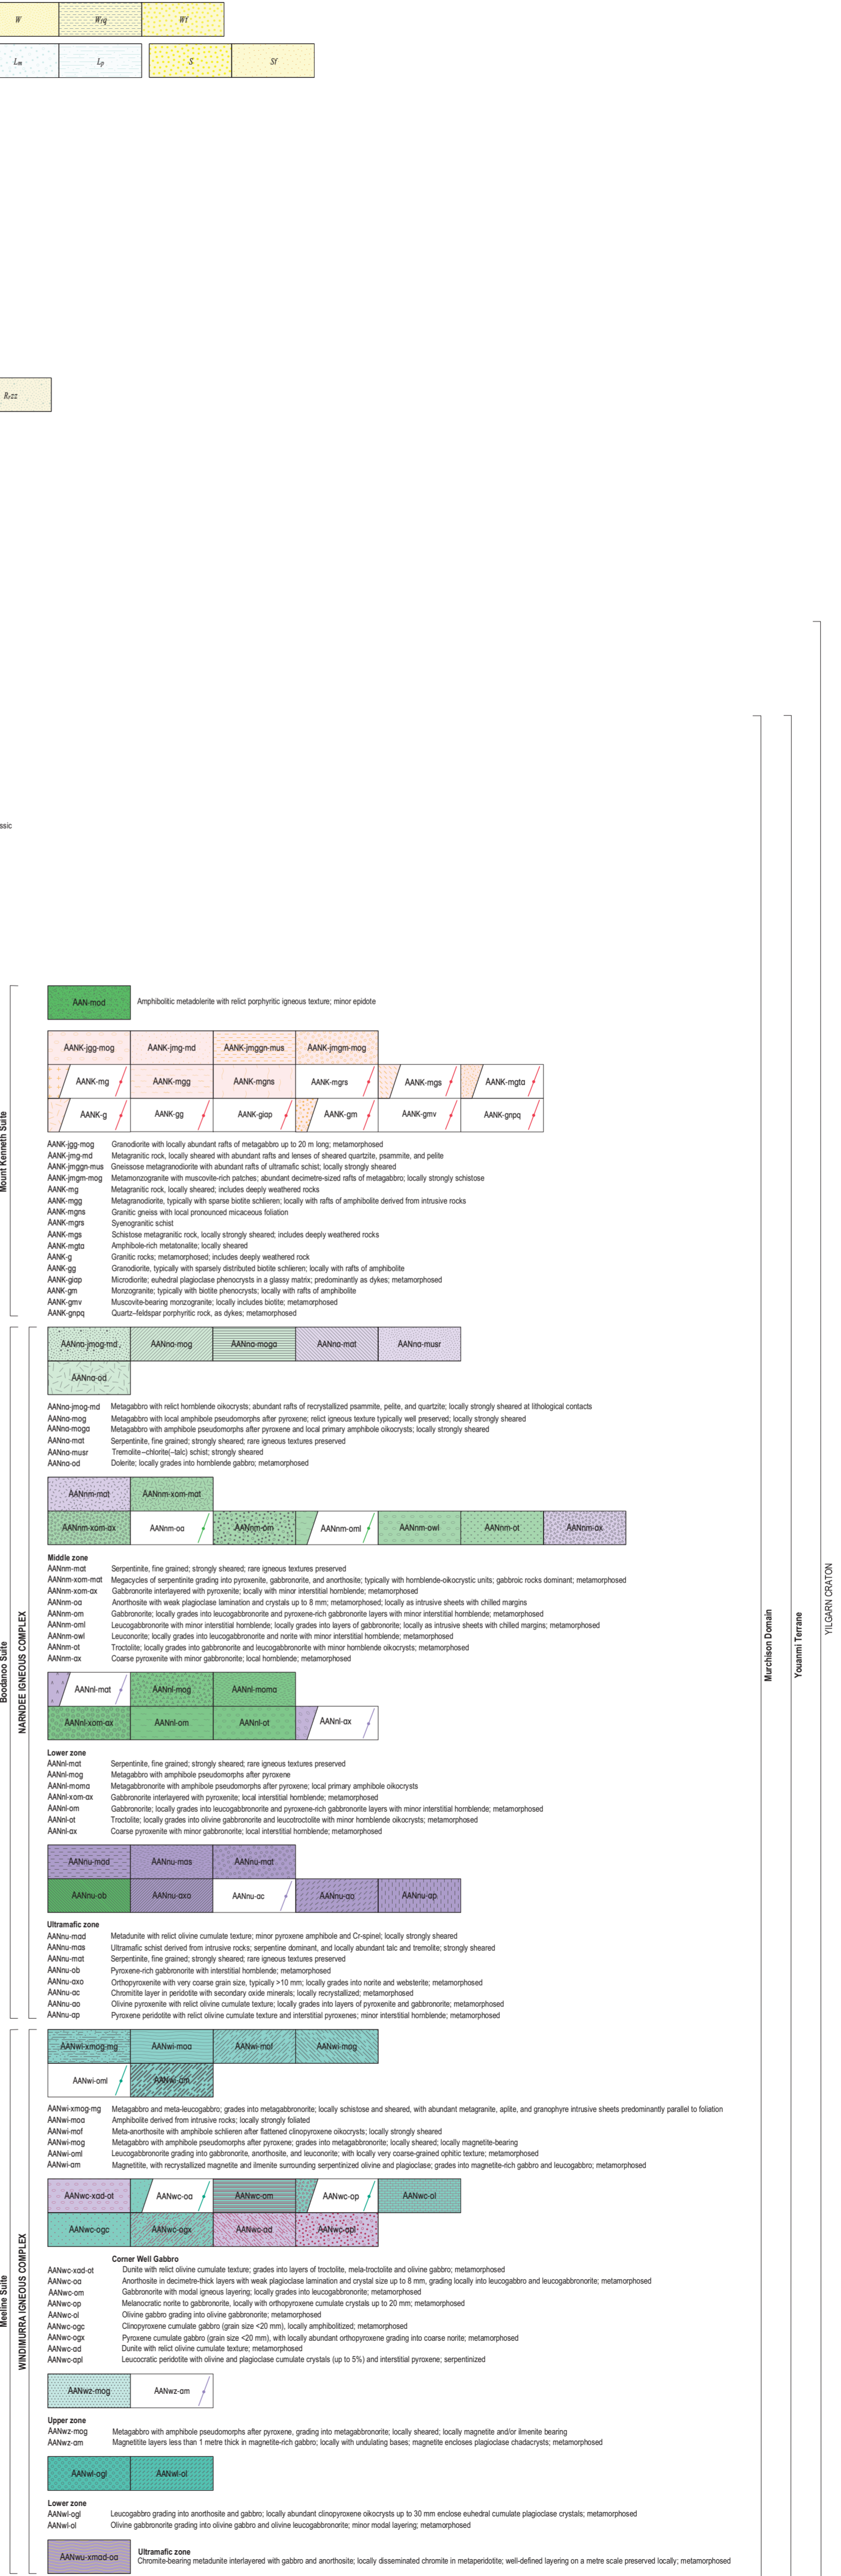 W Wrq Wf
Lm Lp S Sf
Rezz
ssic
AAN-mod Amphibolitic metadolerite with relict porphyritic igneous texture; minor epidote
AANK-jgg-mog AANK-jmg-md AANK-jmggn-mus AANK-jmgm-mog
AANK-mg AANK-mgg AANK-mgns AANK-mgrs AANK-mgs AANK-mgta
AANK-g AANK-gg AANK-giap AANK-gm AANK-gmv AANK-gnpq
Mount Kenneth Suite
AANK-jgg-mog Granodiorite with locally abundant rafts of metagabbro up to 20 m long; metamorphosed
AANK-jmg-md Metagranitic rock, locally sheared with abundant rafts and lenses of sheared quartzite, psammite, and pelite
AANK-jmggn-mus Gneissose metagranodiorite with abundant rafts of ultramafic schist; locally strongly sheared
AANK-jmgm-mog Metamonzogranite with muscovite-rich patches; abundant decimetre-sized rafts of metagabbro; locally strongly schistose
AANK-mg Metagranitic rock, locally sheared; includes deeply weathered rocks
AANK-mgg Metagranodiorite, typically with sparse biotite schlieren; locally with rafts of amphibolite derived from intrusive rocks
AANK-mgns Granitic gneiss with local pronounced micaceous foliation
AANK-mgrs Syenogranitic schist
AANK-mgs Schistose metagranitic rock, locally strongly sheared; includes deeply weathered rocks
AANK-mgta Amphibole-rich metatonalite; locally sheared
AANK-g Granitic rocks; metamorphosed; includes deeply weathered rock
AANK-gg Granodiorite, typically with sparsely distributed biotite schlieren; locally with rafts of amphibolite
AANK-giap Microdiorite; euhedral plagioclase phenocrysts in a glassy matrix; predominantly as dykes; metamorphosed
AANK-gm Monzogranite; typically with biotite phenocrysts; locally with rafts of amphibolite
AANK-gmv Muscovite-bearing monzogranite; locally includes biotite; metamorphosed
AANK-gnpq Quartz–feldspar porphyritic rock, as dykes; metamorphosed
AANna-jmog-md AANna-mog AANna-moga AANna-mat AANna-musr
AANna-od
AANna-jmog-md Metagabbro with relict hornblende oikocrysts; abundant rafts of recrystallized psammite, pelite, and quartzite; locally strongly sheared at lithological contacts
AANna-mog Metagabbro with local amphibole pseudomorphs after pyroxene; relict igneous texture typically well preserved; locally strongly sheared
AANna-moga Metagabbro with amphibole pseudomorphs after pyroxene and local primary amphibole oikocrysts; locally strongly sheared
AANna-mat Serpentinite, fine grained; strongly sheared; rare igneous textures preserved
AANna-musr Tremolite–chlorite(–talc) schist; strongly sheared
AANna-od Dolerite; locally grades into hornblende gabbro; metamorphosed
AANnm-mat AANnm-xom-mat
AANnm-xom-ax AANnm-oa AANnm-om AANnm-oml AANnm-owl AANnm-ot AANnm-ax
Middle zone
AANnm-mat Serpentinite, fine grained; strongly sheared; rare igneous textures preserved
AANnm-xom-mat Megacycles of serpentinite grading into pyroxenite, gabbronorite, and anorthosite; typically with hornblende-oikocrystic units; gabbroic rocks dominant; metamorphosed
AANnm-xom-ax Gabbronorite interlayered with pyroxenite; locally with minor interstitial hornblende; metamorphosed
AANnm-oa Anorthosite with weak plagioclase lamination and crystals up to 8 mm; metamorphosed; locally as intrusive sheets with chilled margins
AANnm-om Gabbronorite; locally grades into leucogabbronorite and pyroxene-rich gabbronorite layers with minor interstitial hornblende; metamorphosed
AANnm-oml Leucogabbronorite with minor interstitial hornblende; locally grades into layers of gabbronorite; locally as intrusive sheets with chilled margins; metamorphosed
AANnm-owl Leuconorite; locally grades into leucogabbronorite and norite with minor interstitial hornblende; metamorphosed
AANnm-ot Troctolite; locally grades into gabbronorite and leucogabbronorite with minor hornblende oikocrysts; metamorphosed
AANnm-ax Coarse pyroxenite with minor gabbronorite; local hornblende; metamorphosed
Boodanoo Suite
NARNDEE IGNEOUS COMPLEX
AANnl-mat AANnl-mog AANnl-moma
AANnl-xom-ax AANnl-om AANnl-ot AANnl-ax
Lower zone
AANnl-mat Serpentinite, fine grained; strongly sheared; rare igneous textures preserved
AANnl-mog Metagabbro with amphibole pseudomorphs after pyroxene
AANnl-moma Metagabbronorite with amphibole pseudomorphs after pyroxene; local primary amphibole oikocrysts
AANnl-xom-ax Gabbronorite interlayered with pyroxenite; local interstitial hornblende; metamorphosed
AANnl-om Gabbronorite; locally grades into leucogabbronorite and pyroxene-rich gabbronorite layers with minor interstitial hornblende; metamorphosed
AANnl-ot Troctolite; locally grades into olivine gabbronorite and leucotroctolite with minor hornblende oikocrysts; metamorphosed
AANnl-ax Coarse pyroxenite with minor gabbronorite; local interstitial hornblende; metamorphosed
AANnu-mad AANnu-mas AANnu-mat
AANnu-ob AANnu-axo AANnu-ac AANnu-ao AANnu-ap
Ultramafic zone
AANnu-mad Metadunite with relict olivine cumulate texture; minor pyroxene amphibole and Cr-spinel; locally strongly sheared
AANnu-mas Ultramafic schist derived from intrusive rocks; serpentine dominant, and locally abundant talc and tremolite; strongly sheared
AANnu-mat Serpentinite, fine grained; strongly sheared; rare igneous textures preserved
AANnu-ob Pyroxene-rich gabbronorite with interstitial hornblende; metamorphosed
AANnu-axo Orthopyroxenite with very coarse grain size, typically >10 mm; locally grades into norite and websterite; metamorphosed
AANnu-ac Chromitite layer in peridotite with secondary oxide minerals; locally recrystallized; metamorphosed
AANnu-ao Olivine pyroxenite with relict olivine cumulate texture; locally grades into layers of pyroxenite and gabbronorite; metamorphosed
AANnu-ap Pyroxene peridotite with relict olivine cumulate texture and interstitial pyroxenes; minor interstitial hornblende; metamorphosed
AANwi-xmog-mg AANwi-moa AANwi-mof AANwi-mog
AANwi-oml AANwi-am
AANwi-xmog-mg Metagabbro and meta-leucogabbro; grades into metagabbronorite; locally schistose and sheared, with abundant metagranite, aplite, and granophyre intrusive sheets predominantly parallel to foliation
AANwi-moa Amphibolite derived from intrusive rocks; locally strongly foliated
AANwi-mof Meta-anorthosite with amphibole schlieren after flattened clinopyroxene oikocrysts; locally strongly sheared
AANwi-mog Metagabbro with amphibole pseudomorphs after pyroxene; grades into metagabbronorite; locally sheared; locally magnetite-bearing
AANwi-oml Leucogabbronorite grading into gabbronorite, anorthosite, and leuconorite, with locally very coarse-grained ophitic texture; metamorphosed
AANwi-am Magnetitite, with recrystallized magnetite and ilmenite surrounding serpentinized olivine and plagioclase; grades into magnetite-rich gabbro and leucogabbro; metamorphosed
AANwc-xad-ot AANwc-oa AANwc-om AANwc-op AANwc-ol
AANwc-ogc AANwc-ogx AANwc-ad AANwc-apl
Corner Well Gabbro
AANwc-xad-ot Dunite with relict olivine cumulate texture; grades into layers of troctolite, mela-troctolite and olivine gabbro; metamorphosed
AANwc-oa Anorthosite in decimetre-thick layers with weak plagioclase lamination and crystal size up to 8 mm, grading locally into leucogabbro and leucogabbronorite; metamorphosed
AANwc-om Gabbronorite with modal igneous layering; locally grades into leucogabbronorite; metamorphosed
AANwc-op Melanocratic norite to gabbronorite, locally with orthopyroxene cumulate crystals up to 20 mm; metamorphosed
AANwc-ol Olivine gabbro grading into olivine gabbronorite; metamorphosed
AANwc-ogc Clinopyroxene cumulate gabbro (grain size <20 mm), locally amphibolitized; metamorphosed
AANwc-ogx Pyroxene cumulate gabbro (grain size <20 mm), with locally abundant orthopyroxene grading into coarse norite; metamorphosed
AANwc-ad Dunite with relict olivine cumulate texture; metamorphosed
AANwc-apl Leucocratic peridotite with olivine and plagioclase cumulate crystals (up to 5%) and interstitial pyroxene; serpentinized
Meeline Suite
WINDIMURRA IGNEOUS COMPLEX
AANwz-mog AANwz-am
Upper zone
AANwz-mog Metagabbro with amphibole pseudomorphs after pyroxene, grading into metagabbronorite; locally sheared; locally magnetite and/or ilmenite bearing
AANwz-am Magnetitite layers less than 1 metre thick in magnetite-rich gabbro; locally with undulating bases; magnetite encloses plagioclase chadacrysts; metamorphosed
AANwl-ogl AANwl-ol
Lower zone
AANwl-ogl Leucogabbro grading into anorthosite and gabbro; locally abundant clinopyroxene oikocrysts up to 30 mm enclose euhedral cumulate plagioclase crystals; metamorphosed
AANwl-ol Olivine gabbronorite grading into olivine gabbro and olivine leucogabbronorite; minor modal layering; metamorphosed
AANwu-xmad-oa Ultramafic zone
Chromite-bearing metadunite interlayered with gabbro and anorthosite; locally disseminated chromite in metaperidotite; well-defined layering on a metre scale preserved locally; metamorphosed
Murchison Domain
Youanmi Terrane
YILGARN CRATON